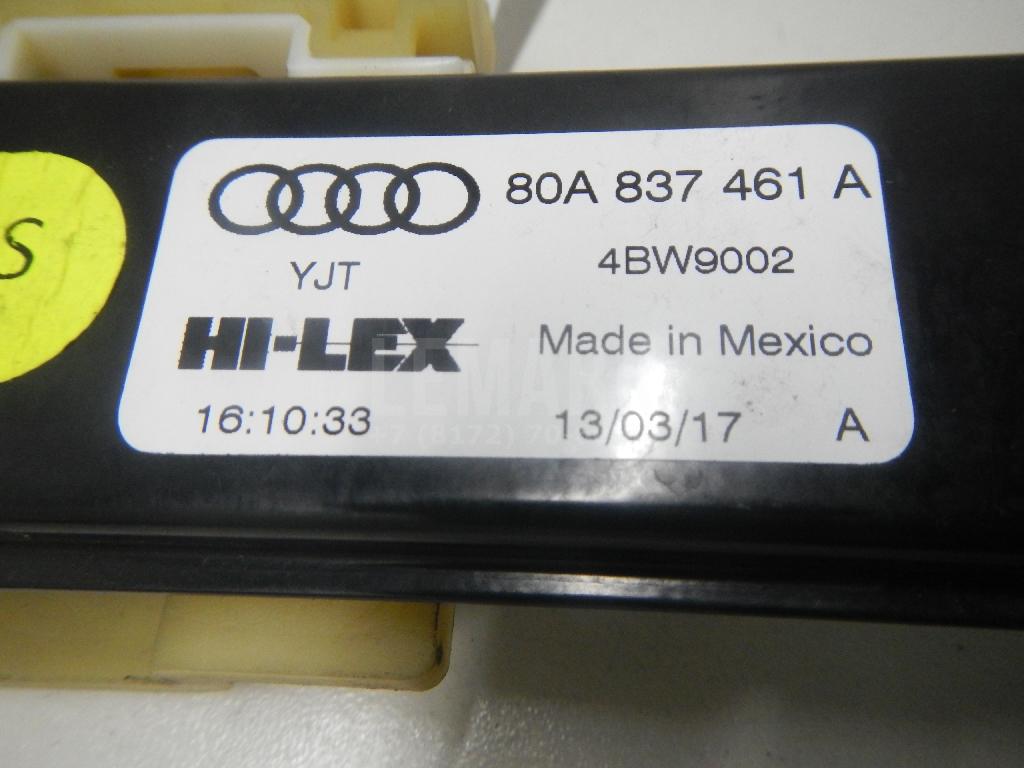 80A 837 461 A
YJT 4BW9002
HI-LEX Made in Mexico
16:10:33 13/03/17 A
S